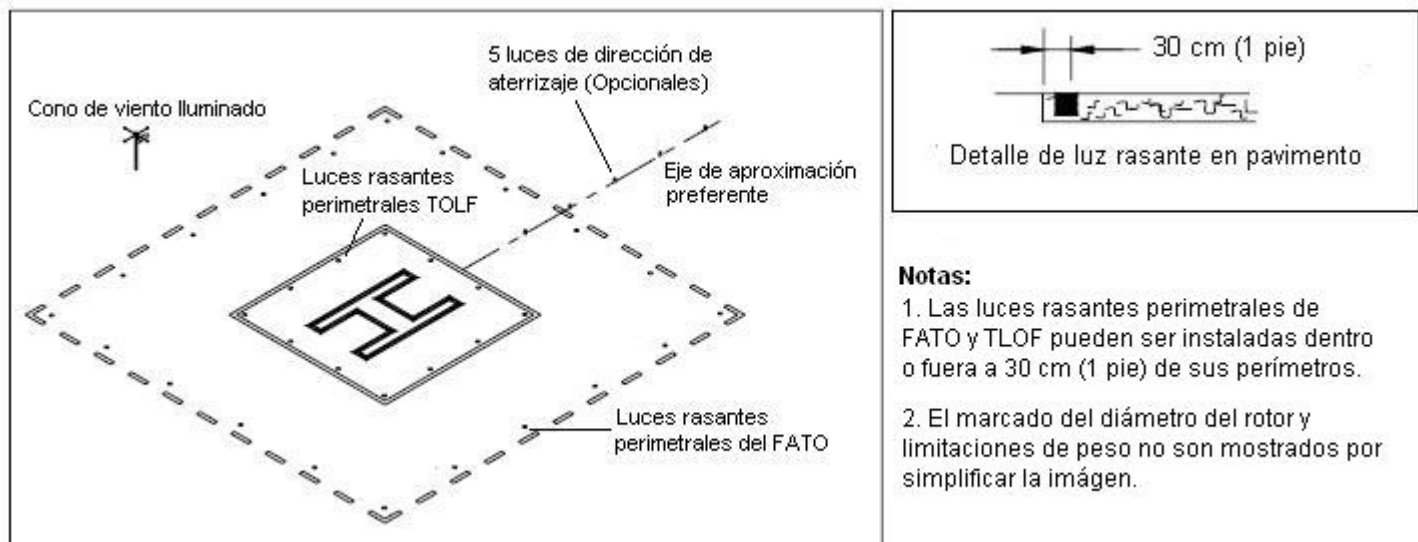 5 luces de dirección de
aterrizaje (Opcionales)
Cono de viento Iluminado
Luces rasantes
perimetrales TOLF
Eje de aproximación
preferente
Luces rasantes
perimetrales del FATO
30 cm (1 pie)
Detalle de luz rasante en pavimento
Notas:
1. Las luces rasantes perimetrales de
FATO y TLOF pueden ser instaladas dentro
o fuera a 30 cm (1 pie) de sus perímetros.
2. El marcado del diámetro del rotor y
limitaciones de peso no son mostrados por
simplificar la imágen.
H